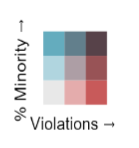 % Minority →
Violations →